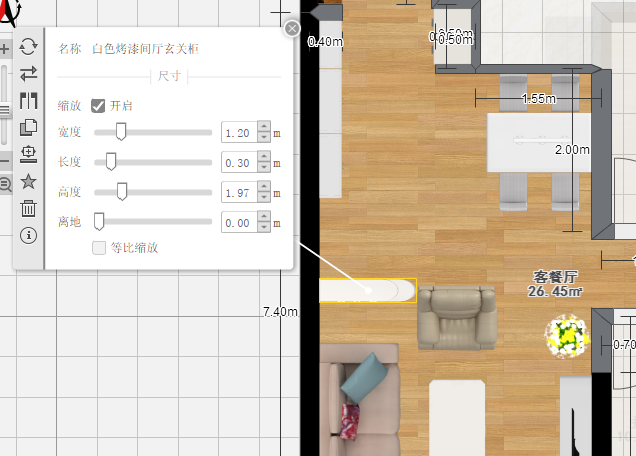 名称 白色烤漆间厅玄关柜
尺寸
缩放 开启
宽度 1.20 m
长度 0.30 m
高度 1.97 m
离地 0.00 m
等比缩放
0.40m
0.50m
1.55m
2.00m
客餐厅
26.45㎡
7.40m
0.70